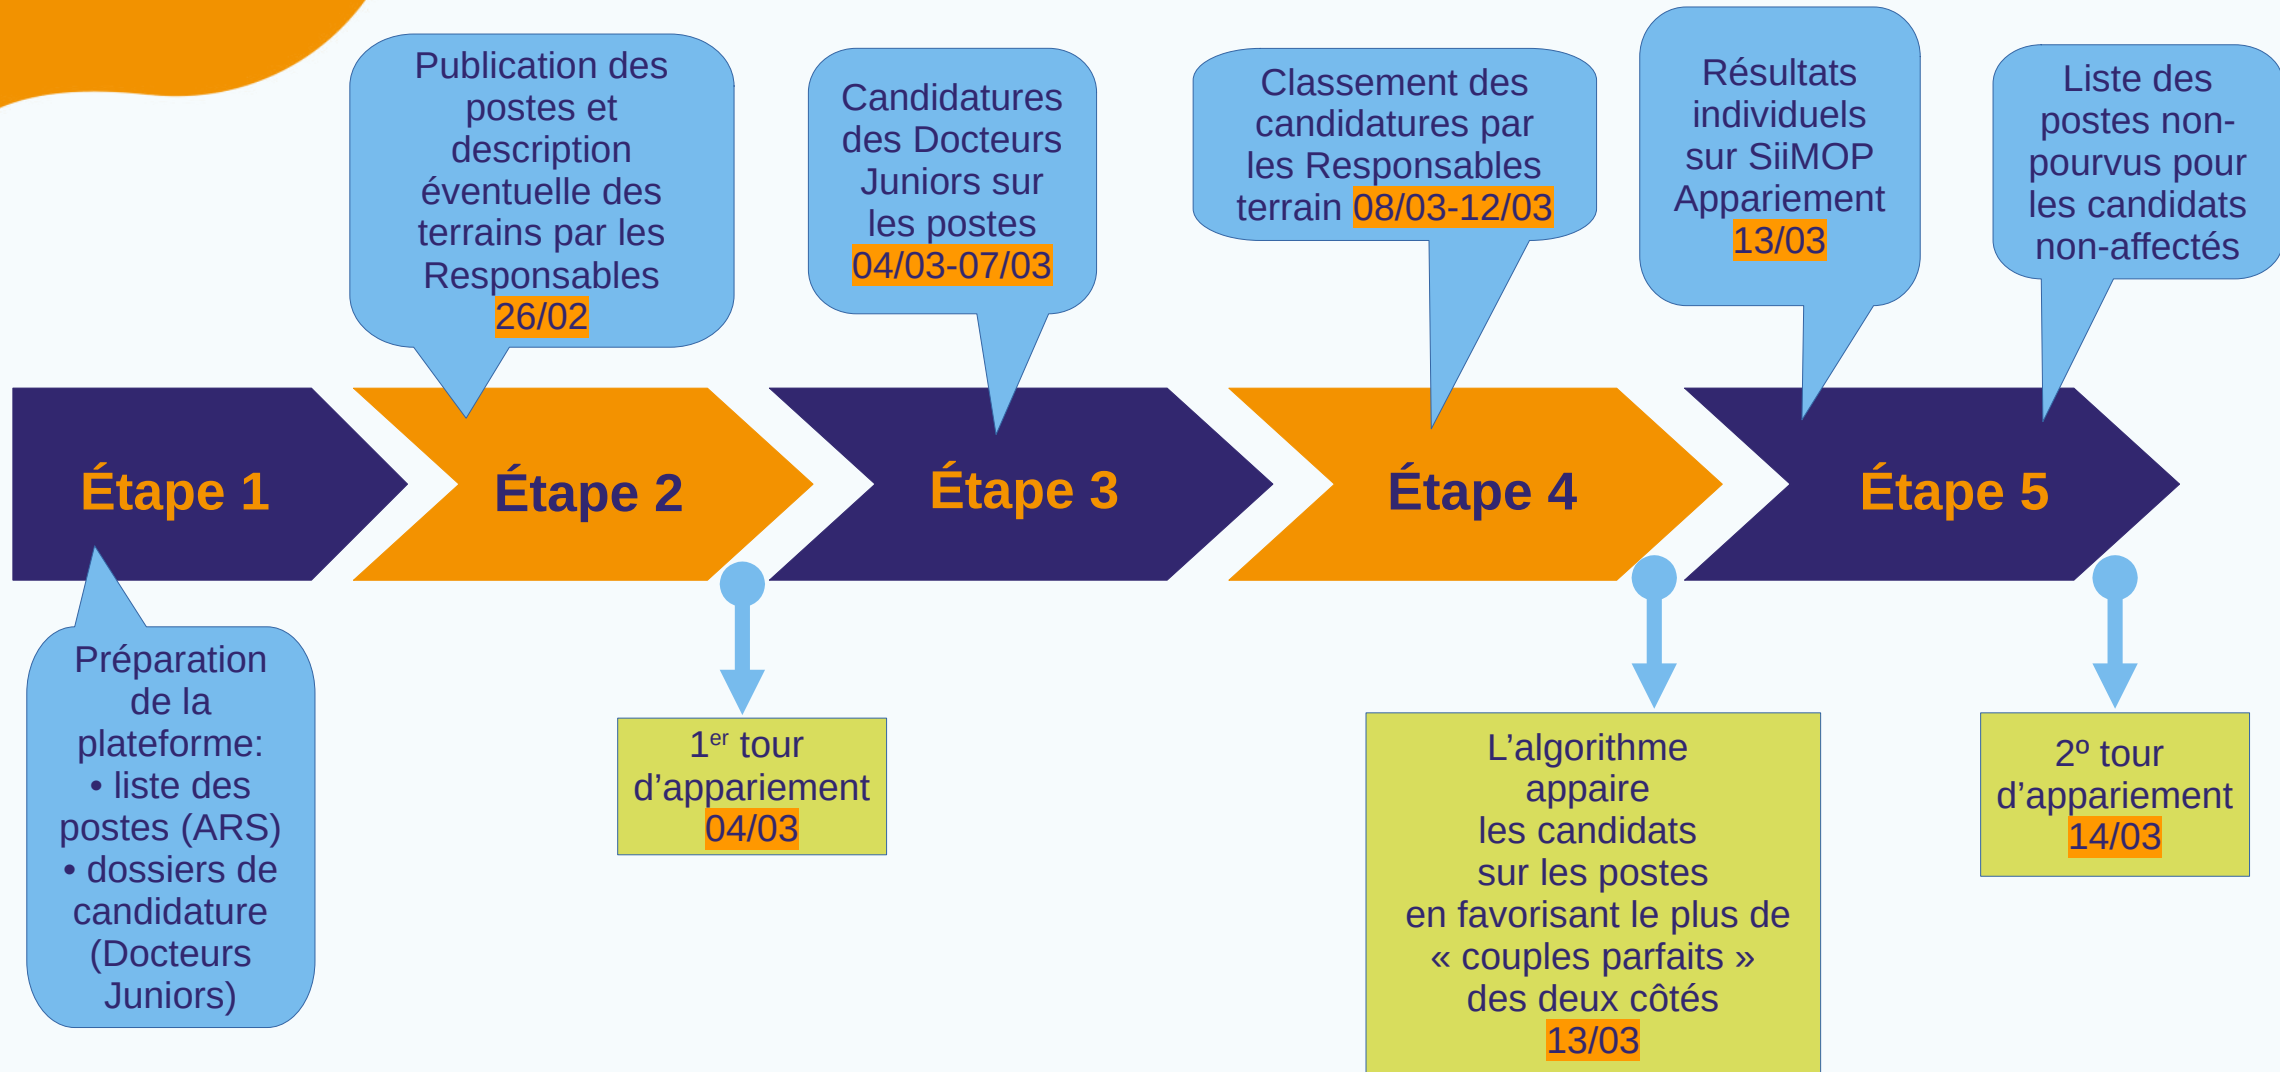 Publication des
postes et
description
éventuelle des
terrains par les
Responsables
26/02
Candidatures
des Docteurs
Juniors sur
les postes
04/03-07/03
Classement des
candidatures par
les Responsables
terrain 08/03-12/03
Résultats
individuels
sur SiiMOP
Appariement
13/03
Liste des
postes non-
pourvus pour
les candidats
non-affectés
Étape 1
Étape 2
Étape 3
Étape 4
Étape 5
Préparation
de la
plateforme:
• liste des
postes (ARS)
• dossiers de
candidature
(Docteurs
Juniors)
1er tour
d’appariement
04/03
L’algorithme
appaire
les candidats
sur les postes
en favorisant le plus de
« couples parfaits »
des deux côtés
13/03
2º tour
d’appariement
14/03